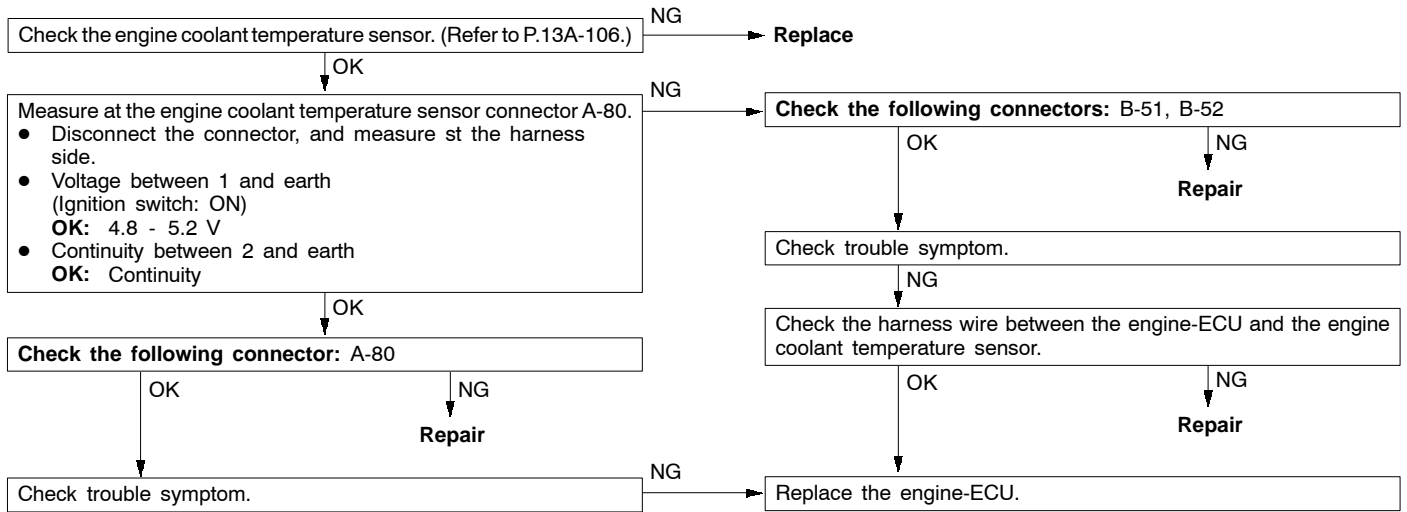 Check the engine coolant temperature sensor. (Refer to P.13A-106.)
NG
Replace
OK
Measure at the engine coolant temperature sensor connector A-80.
● Disconnect the connector, and measure st the harness
side.
● Voltage between 1 and earth
(Ignition switch: ON)
OK: 4.8 - 5.2 V
● Continuity between 2 and earth
OK: Continuity
NG
OK
Check the following connector: A-80
OK
NG
Repair
Check trouble symptom.
NG
Check the following connectors: B-51, B-52
OK
NG
Repair
Check trouble symptom.
NG
Check the harness wire between the engine-ECU and the engine
coolant temperature sensor.
OK
NG
Repair
Replace the engine-ECU.